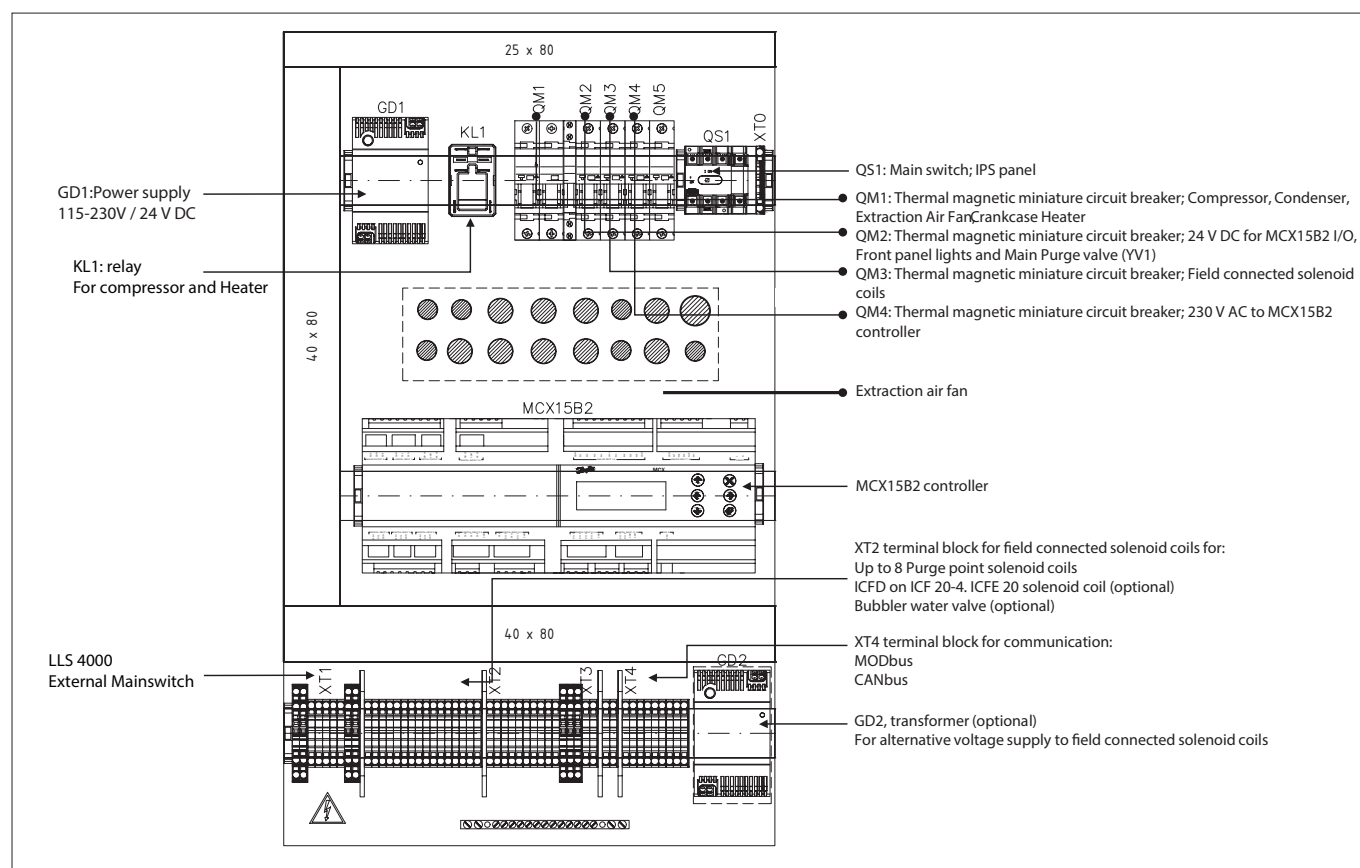 25 x 80
GD1
KL1
QM1
QM2
QM3
QM4
QM5
QS1
XT0
GD1:Power supply
115-230V / 24 V DC
KL1: relay
For compressor and Heater
QS1: Main switch; IPS panel
QM1: Thermal magnetic miniature circuit breaker; Compressor, Condenser,
Extraction Air Fan,Crankcase Heater
QM2: Thermal magnetic miniature circuit breaker; 24 V DC for MCX15B2 I/O,
Front panel lights and Main Purge valve (YV1)
QM3: Thermal magnetic miniature circuit breaker; Field connected solenoid
coils
QM4: Thermal magnetic miniature circuit breaker; 230 V AC to MCX15B2
controller
40 x 80
Extraction air fan
MCX15B2
MCX
MCX15B2 controller
XT2 terminal block for field connected solenoid coils for:
Up to 8 Purge point solenoid coils
ICFD on ICF 20-4. ICFE 20 solenoid coil (optional)
Bubbler water valve (optional)
40 x 80
XT4 terminal block for communication:
MODbus
CANbus
LLS 4000
External Mainswitch
XT1
XT2
XT3
XT4
GD2
GD2, transformer (optional)
For alternative voltage supply to field connected solenoid coils